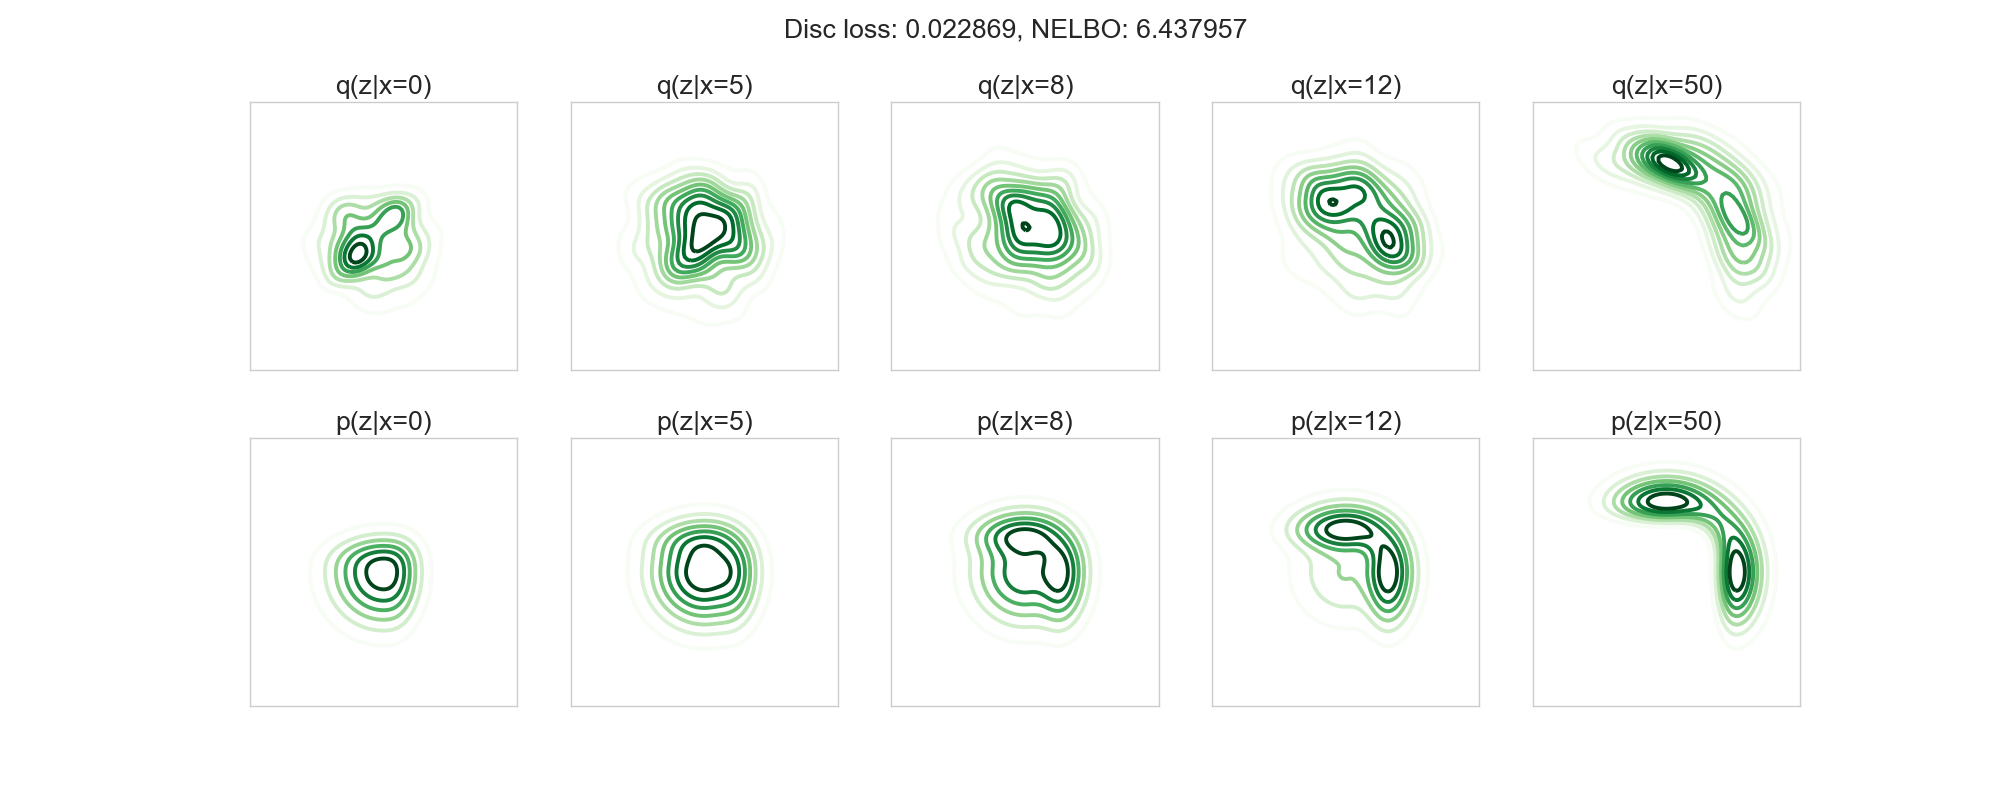 Disc loss: 0.022869, NELBO: 6.437957
q(z|x=0) q(z|x=5) q(z|x=8) q(z|x=12) q(z|x=50)
p(z|x=0) p(z|x=5) p(z|x=8) p(z|x=12) p(z|x=50)